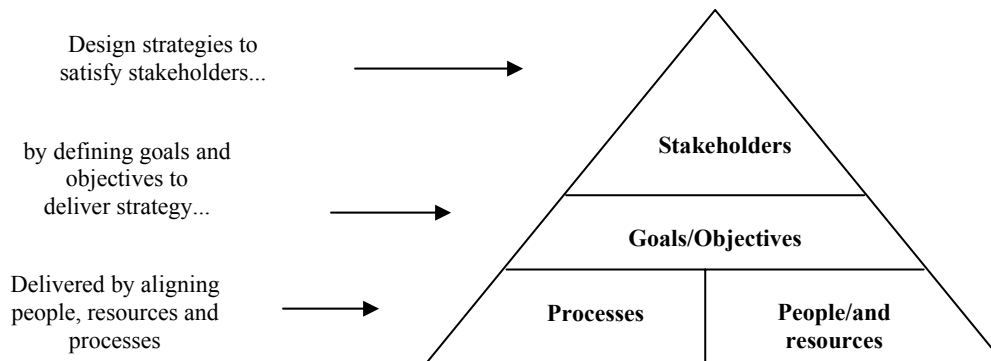 Design strategies to
satisfy stakeholders...
Stakeholders
by defining goals and
objectives to
deliver strategy...
Goals/Objectives
Delivered by aligning
people, resources and
processes
Processes
People/and
resources